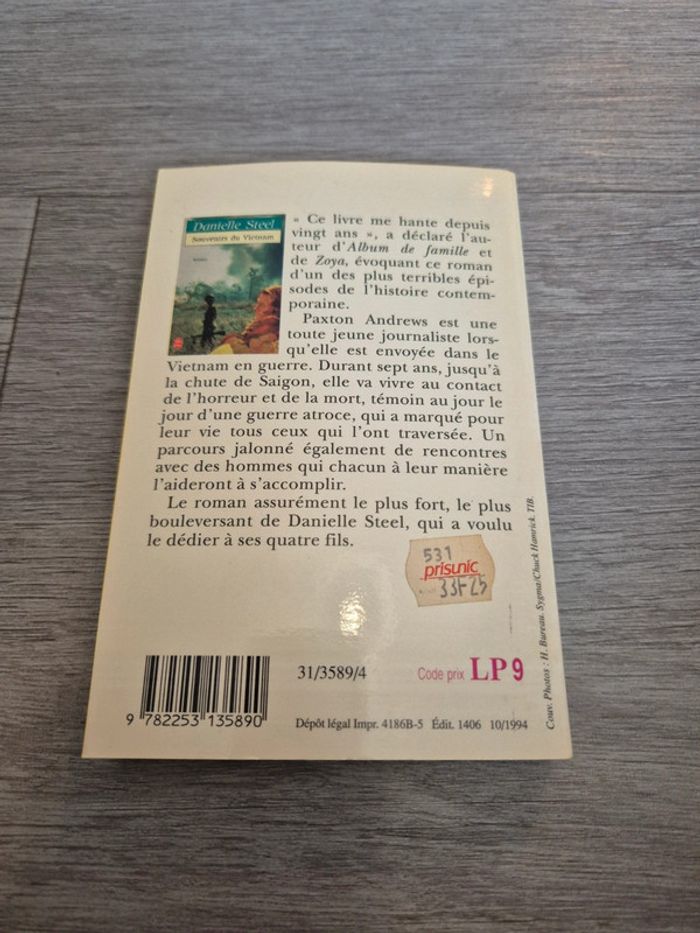 Danielle Steel
Souvenirs du Vietnam
« Ce livre me hante depuis
vingt ans », a déclaré l'au-
teur d'Album de famille et
de Zoya, évoquant ce roman
d'un des plus terribles épi-
sodes de l'histoire contem-
poraine.
Paxton Andrews est une
toute jeune journaliste lors-
qu'elle est envoyée dans le
Vietnam en guerre. Durant sept ans, jusqu'à
la chute de Saigon, elle va vivre au contact
de l'horreur et de la mort, témoin au jour le
jour d'une guerre atroce, qui a marqué pour
leur vie tous ceux qui l'ont traversée. Un
parcours jalonné également de rencontres
avec des hommes qui chacun à leur manière
l'aideront à s'accomplir.
Le roman assurément le plus fort, le plus
bouleversant de Danielle Steel, qui a voulu
le dédier à ses quatre fils.
531
prisunic
33F25
31/3589/4
Code prix LP9
9 782253 135890
Dépôt légal Impr. 4186B-5 Édit. 1406 10/1994
Couv. Photos : H. Bureau. Sygma/Chuck Hamrick. TIB.